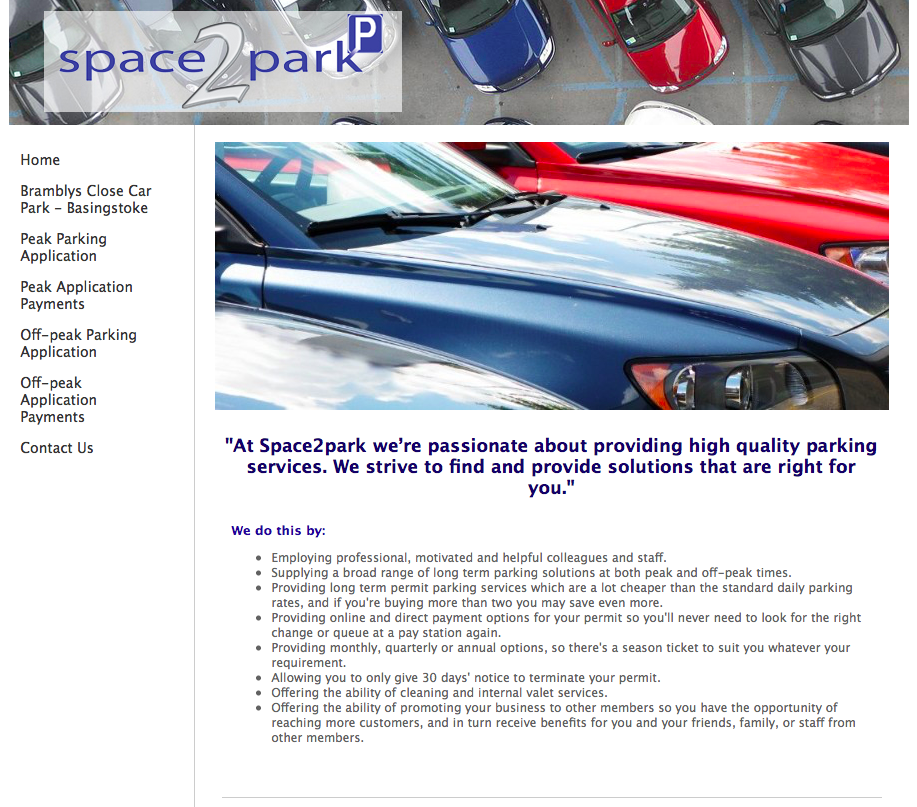 space2park P
Home
Bramblys Close Car
Park – Basingstoke
Peak Parking
Application
Peak Application
Payments
Off-peak Parking
Application
Off-peak
Application
Payments
Contact Us
"At Space2park we’re passionate about providing high quality parking
services. We strive to find and provide solutions that are right for
you."
We do this by:
• Employing professional, motivated and helpful colleagues and staff.
• Supplying a broad range of long term parking solutions at both peak and off-peak times.
• Providing long term permit parking services which are a lot cheaper than the standard daily parking
rates, and if you're buying more than two you may save even more.
• Providing online and direct payment options for your permit so you'll never need to look for the right
change or queue at a pay station again.
• Providing monthly, quarterly or annual options, so there's a season ticket to suit you whatever your
requirement.
• Allowing you to only give 30 days' notice to terminate your permit.
• Offering the ability of cleaning and internal valet services.
• Offering the ability of promoting your business to other members so you have the opportunity of
reaching more customers, and in turn receive benefits for you and your friends, family, or staff from
other members.